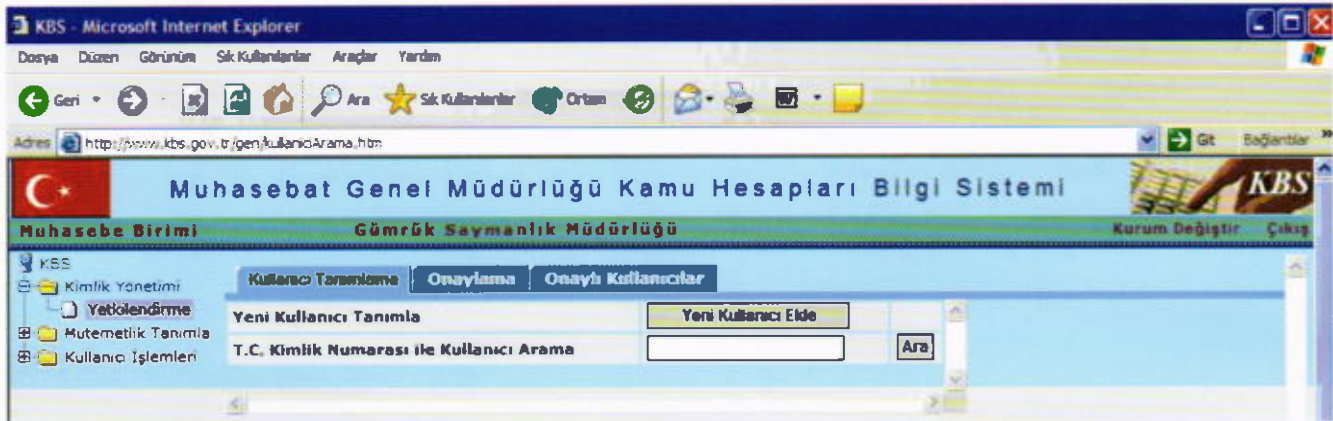 KBS - Microsoft Internet Explorer
Dosya Düzen Görünüm Sık Kullanılanlar Araçlar Yardım
Geri Ara Sık Kullanılanlar Ortam
Adres http://www.kbs.gov.tr/gen/kullaniciArama.htm Git Bağlantılar »
Muhasebat Genel Müdürlüğü Kamu Hesapları Bilgi Sistemi KBS
Muhasebe Birimi Gümrük Saymanlık Müdürlüğü Kurum Değiştir Çıkış
KBS
Kimlik Yönetimi
Yetkilendirme
Mutemetlik Tanımla
Kullanıcı İşlemleri
Kullanıcı Tanımlama Onaylama Onaylı Kullanıcılar
Yeni Kullanıcı Tanımla Yeni Kullanıcı Ekle
T.C. Kimlik Numarası ile Kullanıcı Arama Ara